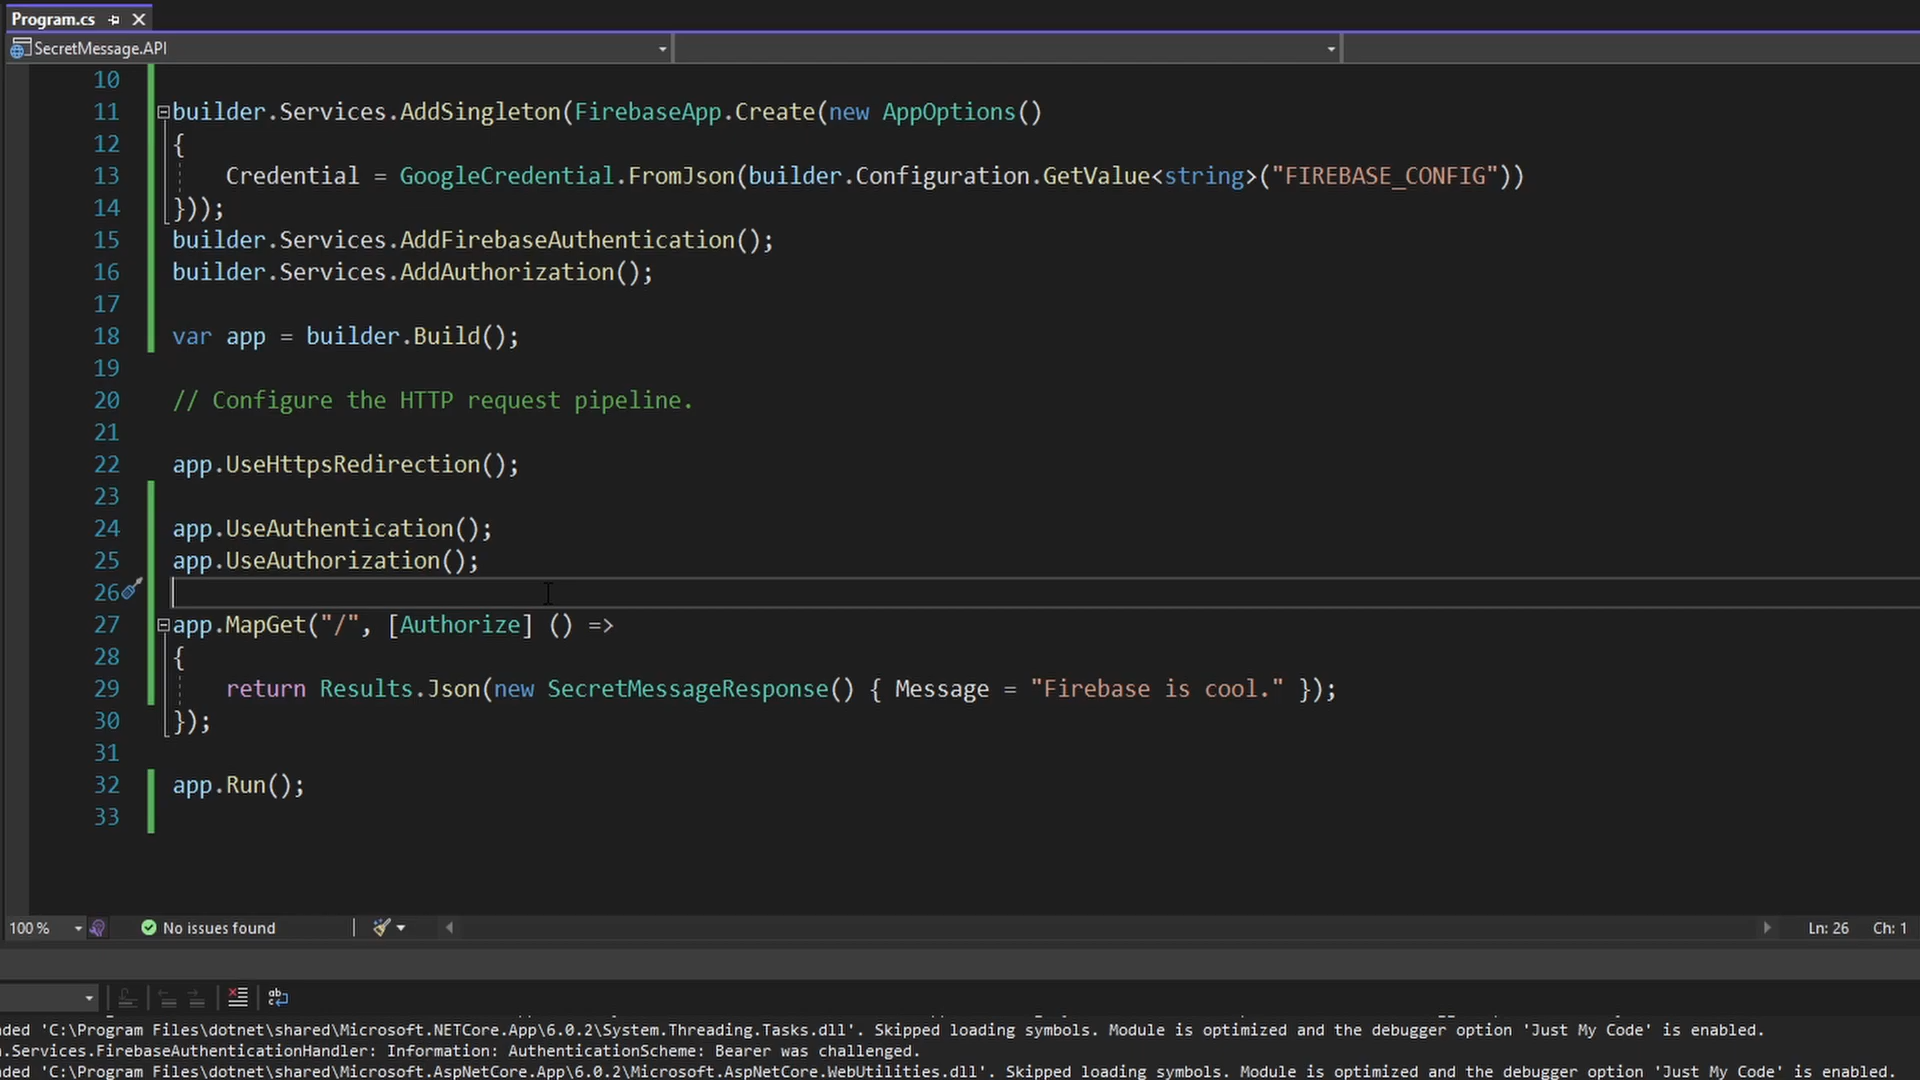 Program.cs
SecretMessage.API
10
11 builder.Services.AddSingleton(FirebaseApp.Create(new AppOptions()
12 {
13 Credential = GoogleCredential.FromJson(builder.Configuration.GetValue<string>("FIREBASE_CONFIG"))
14 }));
15 builder.Services.AddFirebaseAuthentication();
16 builder.Services.AddAuthorization();
17
18 var app = builder.Build();
19
20 // Configure the HTTP request pipeline.
21
22 app.UseHttpsRedirection();
23
24 app.UseAuthentication();
25 app.UseAuthorization();
26
27 app.MapGet("/", [Authorize] () =>
28 {
29 return Results.Json(new SecretMessageResponse() { Message = "Firebase is cool." });
30 });
31
32 app.Run();
33
100 % No issues found Ln: 26 Ch: 1
ded 'C:\Program Files\dotnet\shared\Microsoft.NETCore.App\6.0.2\System.Threading.Tasks.dll'. Skipped loading symbols. Module is optimized and the debugger option 'Just My Code' is enabled.
.Services.FirebaseAuthenticationHandler: Information: AuthenticationScheme: Bearer was challenged.
ded 'C:\Program Files\dotnet\shared\Microsoft.AspNetCore.App\6.0.2\Microsoft.AspNetCore.WebUtilities.dll'. Skipped loading symbols. Module is optimized and the debugger option 'Just My Code' is enabled.